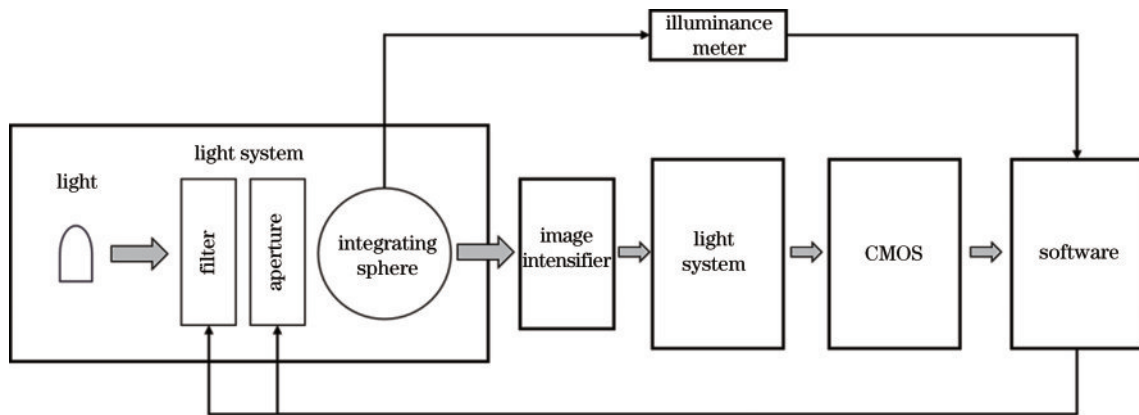 illuminance
meter
light system
light
filter
aperture
integrating
sphere
image
intensifier
light
system
CMOS
software